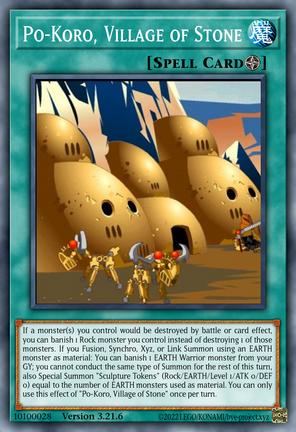 Po-Koro, Village of Stone
魔
[Spell Card]
If a monster(s) you control would be destroyed by battle or card effect,
you can banish 1 Rock monster you control instead of destroying 1 of those
monsters. If you Fusion, Synchro, Xyz, or Link Summon using an EARTH
monster as material: You can banish 1 EARTH Warrior monster from your
GY; you cannot conduct the same type of Summon for the rest of this turn,
also Special Summon "Sculpture Tokens" (Rock/EARTH/Level 1/ATK 0/DEF
0) equal to the number of EARTH monsters used as material. You can only
use this effect of "Po-Koro, Village of Stone" once per turn.
10100028 Version 3.21.6 ©2022 LEGO/KONAMI/bye-project.xyz